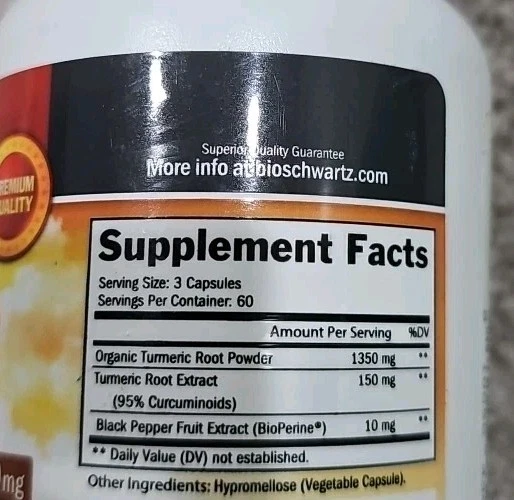 Superior Quality Guarantee
More info at bioschwartz.com
PREMIUM
QUALITY
Supplement Facts
Serving Size: 3 Capsules
Servings Per Container: 60
Amount Per Serving %DV
Organic Turmeric Root Powder 1350 mg **
Turmeric Root Extract 150 mg **
(95% Curcuminoids)
Black Pepper Fruit Extract (BioPerine®) 10 mg **
** Daily Value (DV) not established.
Other Ingredients: Hypromellose (Vegetable Capsule).
mg